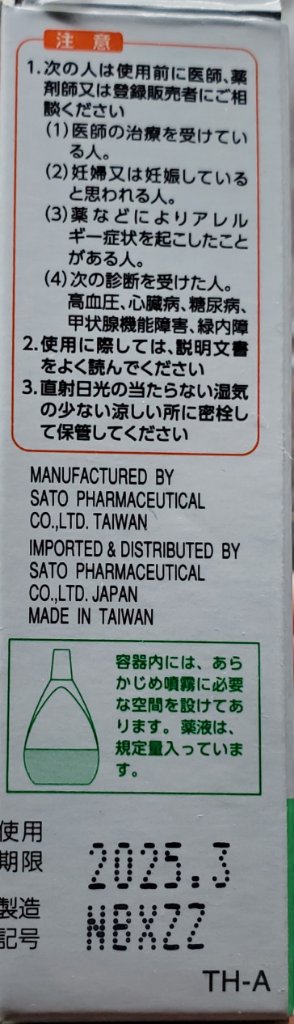 注 意
1.次の人は使用前に医師、薬
剤師又は登録販売者にご相
談ください
(1)医師の治療を受けてい
る人。
(2)妊婦又は妊娠していると
思われる人。
(3)薬などによりアレル
ギー症状を起こしたこと
がある人。
(4)次の診断を受けた人。
高血圧、心臓病、糖尿病、
甲状腺機能障害、緑内障
2.使用に際しては、説明文書
をよく読んでください
3.直射日光の当たらない湿気
の少ない涼しい所に密栓し
て保管してください
MANUFACTURED BY
SATO PHARMACEUTICAL
CO.,LTD. TAIWAN
IMPORTED & DISTRIBUTED BY
SATO PHARMACEUTICAL
CO.,LTD. JAPAN
MADE IN TAIWAN
容器内には、あら
かじめ噴霧に必要
な空間を設けてあ
ります。薬液は、
規定量入っていま
す。
使用
期限
2025.3
製造
記号
NBXZZ
TH-A